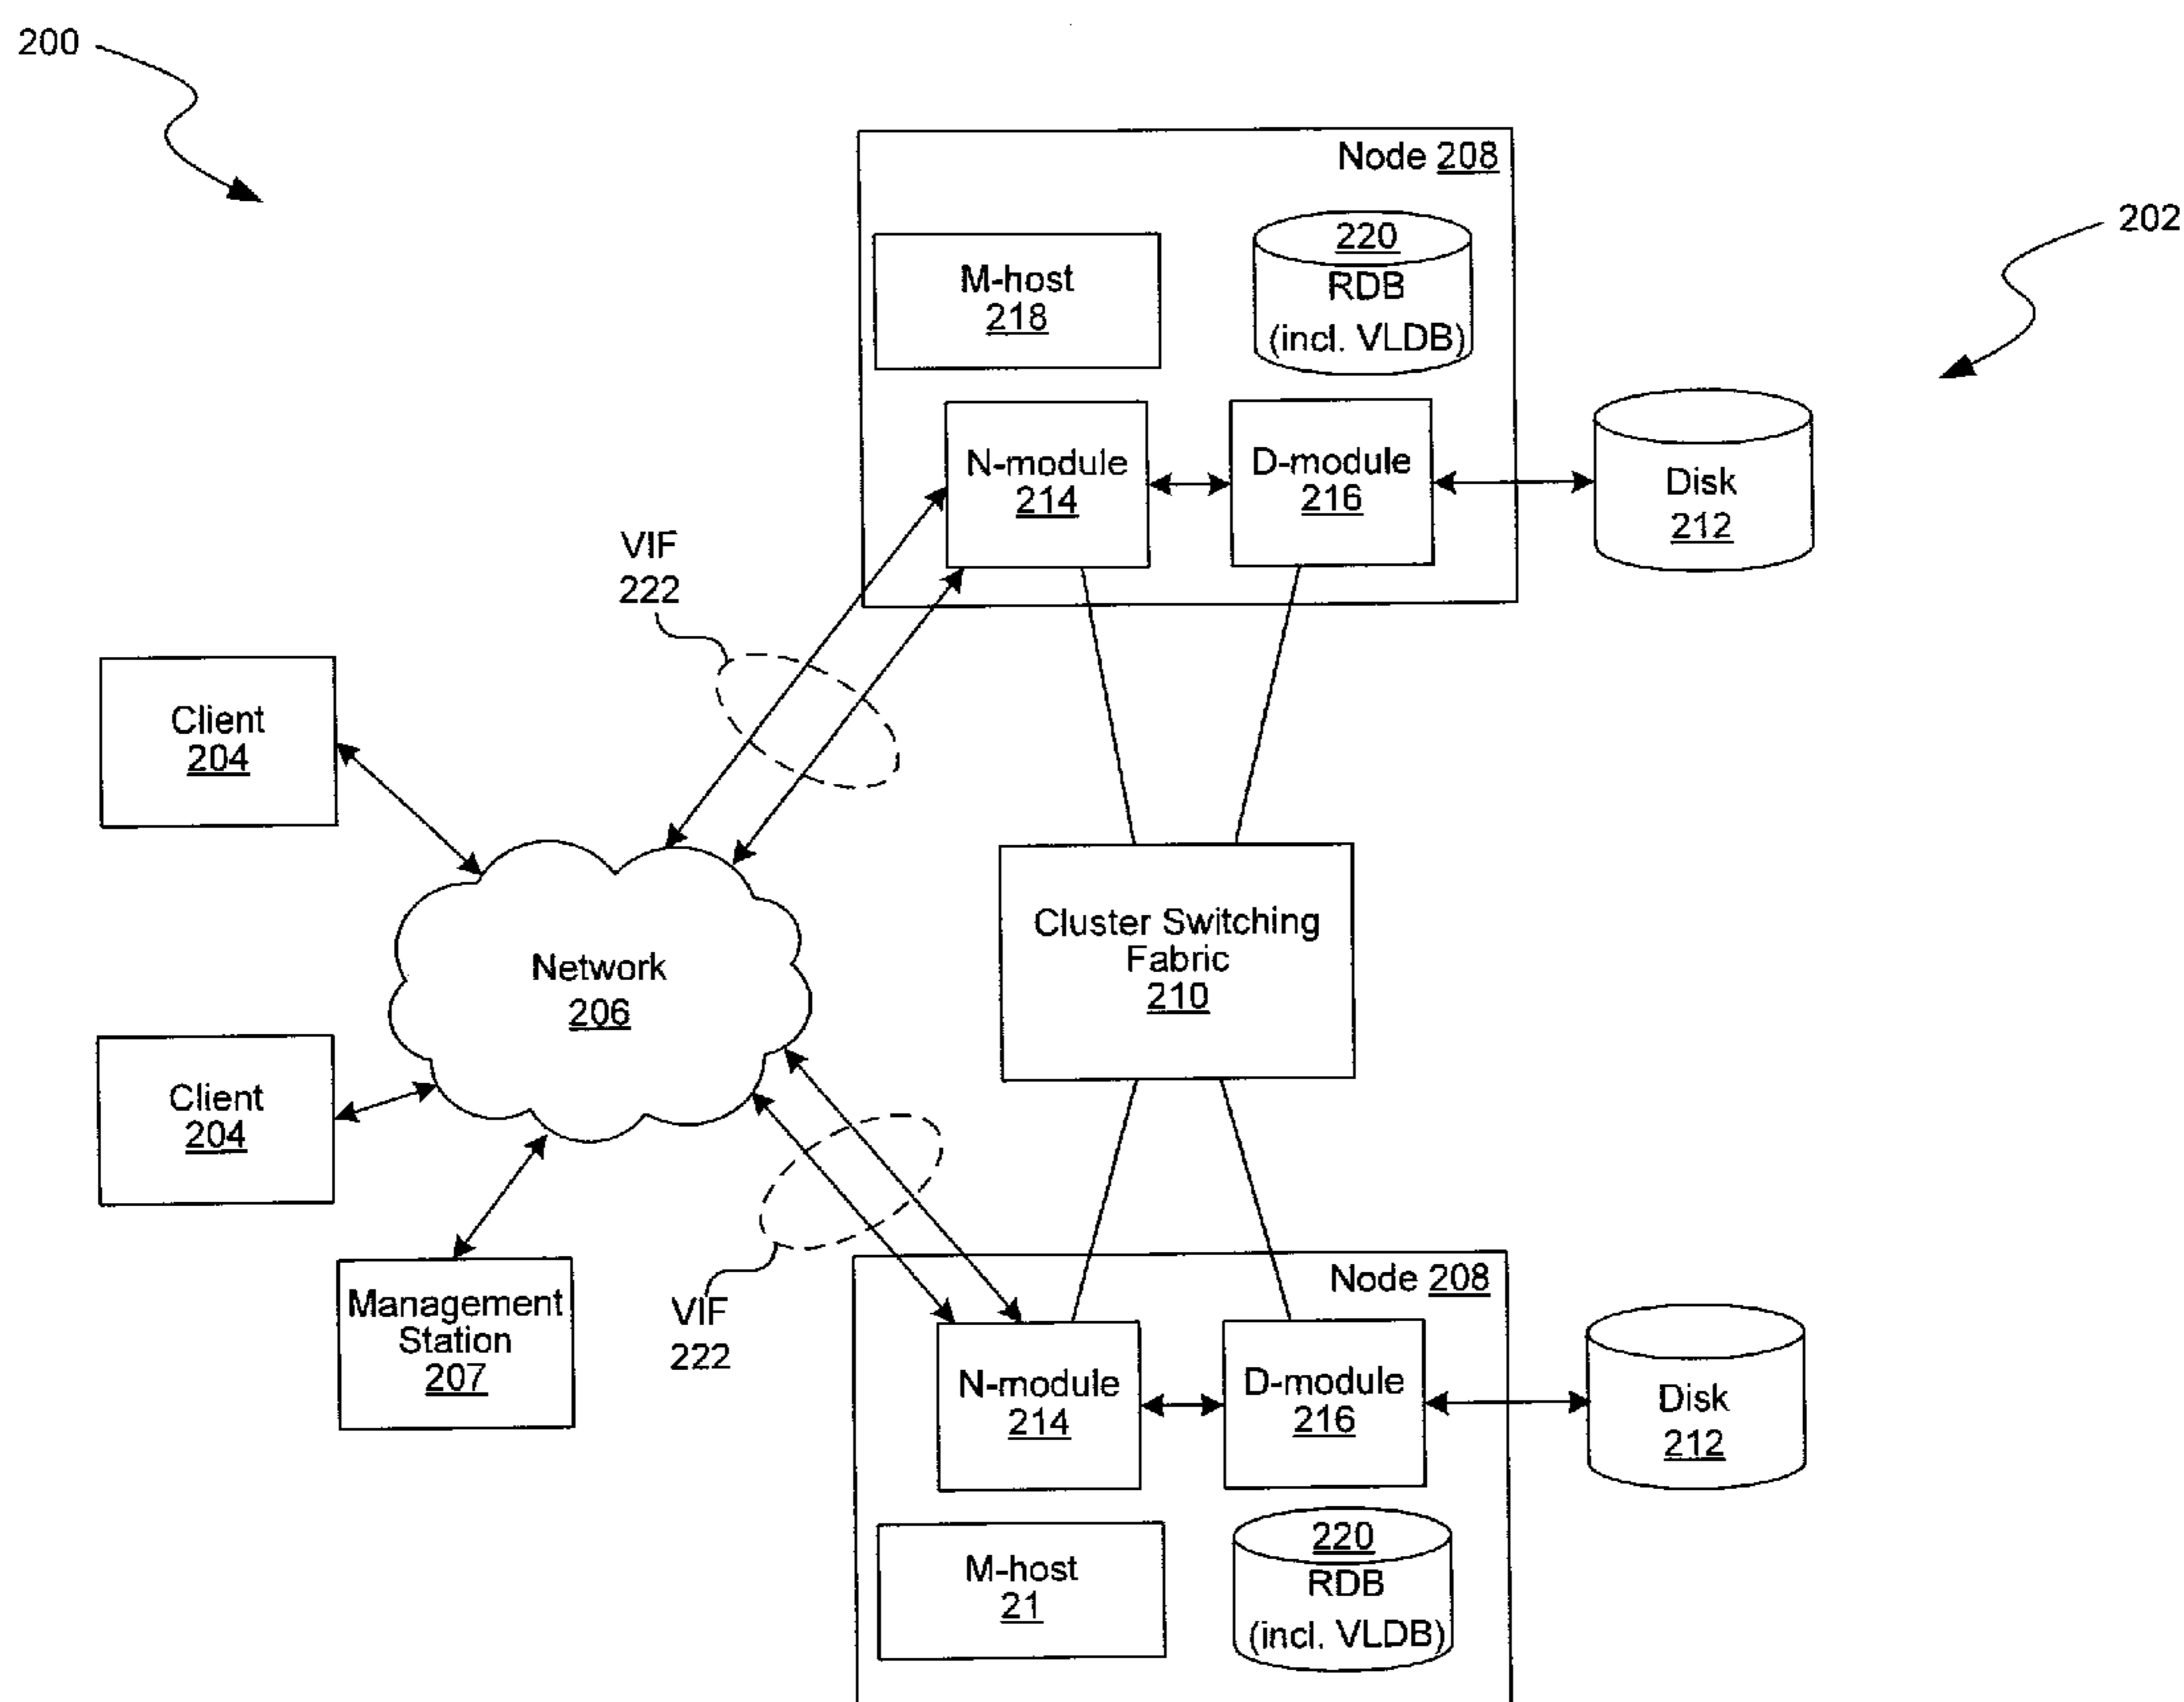 200
Node 208
202
220
M-host
RDB
218
(incl. VLDB)
N-module
D-module
214
216
Disk
212
VIF
222
Client
204
Cluster Switching
Fabric
210
Network
206
Client
204
Node 208
Management
Station
207
VIF
222
N-module
D-module
214
216
Disk
212
220
M-host
RDB
21
(incl. VLDB)